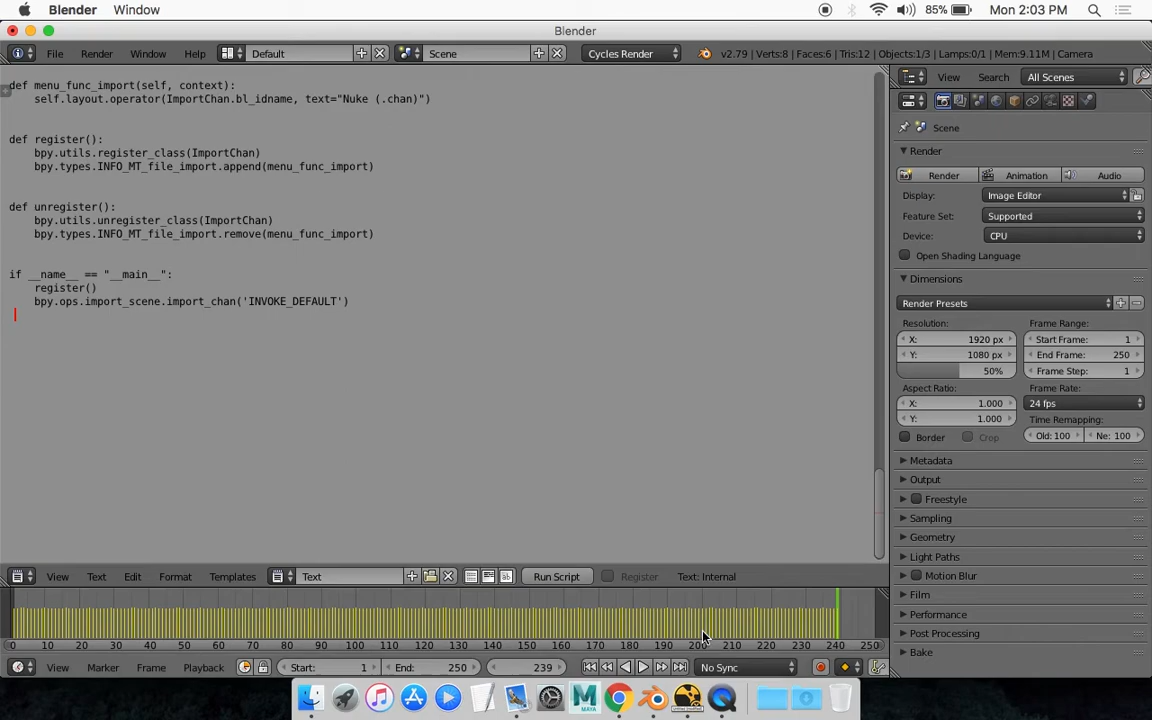 Blender Window 85% Mon 2:03 PM
Blender
File Render Window Help Default Scene Cycles Render v2.79 | Verts:8 | Faces:6 | Tris:12 | Objects:1/3 | Lamps:0/1 | Mem:9.11M | Camera
def menu_func_import(self, context):
    self.layout.operator(ImportChan.bl_idname, text="Nuke (.chan)")
def register():
    bpy.utils.register_class(ImportChan)
    bpy.types.INFO_MT_file_import.append(menu_func_import)
def unregister():
    bpy.utils.unregister_class(ImportChan)
    bpy.types.INFO_MT_file_import.remove(menu_func_import)
if __name__ == "__main__":
    register()
    bpy.ops.import_scene.import_chan('INVOKE_DEFAULT')
View Search All Scenes
Scene
Render
Render Animation Audio
Display: Image Editor
Feature Set: Supported
Device: CPU
Open Shading Language
Dimensions
Render Presets
Resolution: Frame Range:
X: 1920 px Start Frame: 1
Y: 1080 px End Frame: 250
50% Frame Step: 1
Aspect Ratio: Frame Rate:
X: 1.000 24 fps
Y: 1.000 Time Remapping:
Border Crop Old: 100 Ne: 100
Metadata
Output
Freestyle
Sampling
Geometry
Light Paths
Motion Blur
Film
Performance
Post Processing
Bake
View Text Edit Format Templates Text Run Script Register Text: Internal
0 10 20 30 40 50 60 70 80 90 100 110 120 130 140 150 160 170 180 190 200 210 220 230 240 250
View Marker Frame Playback Start: 1 End: 250 239 No Sync
MAYA